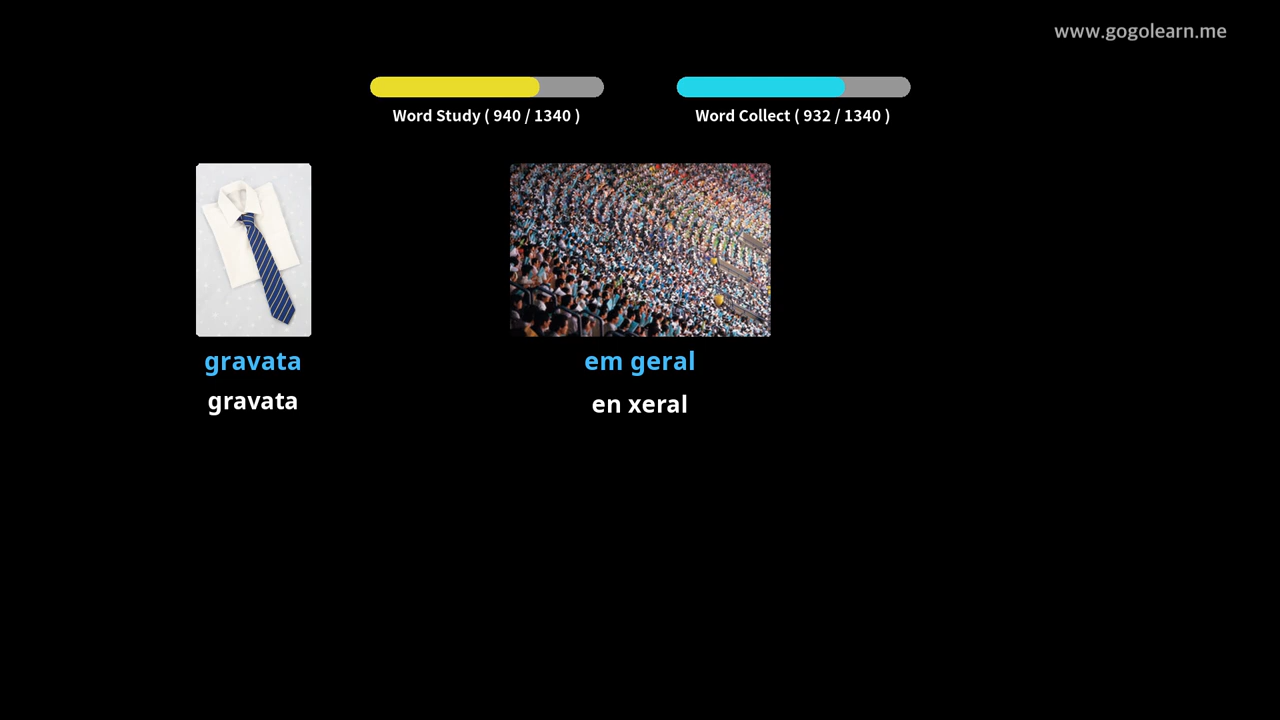 www.gogolearn.me
Word Study ( 940 / 1340 )
Word Collect ( 932 / 1340 )
gravata
gravata
em geral
en xeral